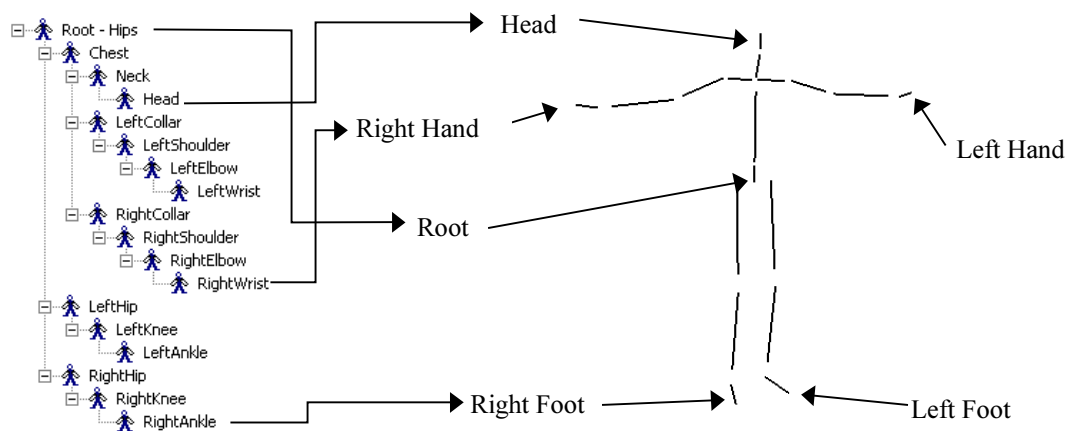 Root - Hips
Chest
Neck
Head
LeftCollar
LeftShoulder
LeftElbow
LeftWrist
RightCollar
RightShoulder
RightElbow
RightWrist
LeftHip
LeftKnee
LeftAnkle
RightHip
RightKnee
RightAnkle
Head
Right Hand
Left Hand
Root
Right Foot
Left Foot